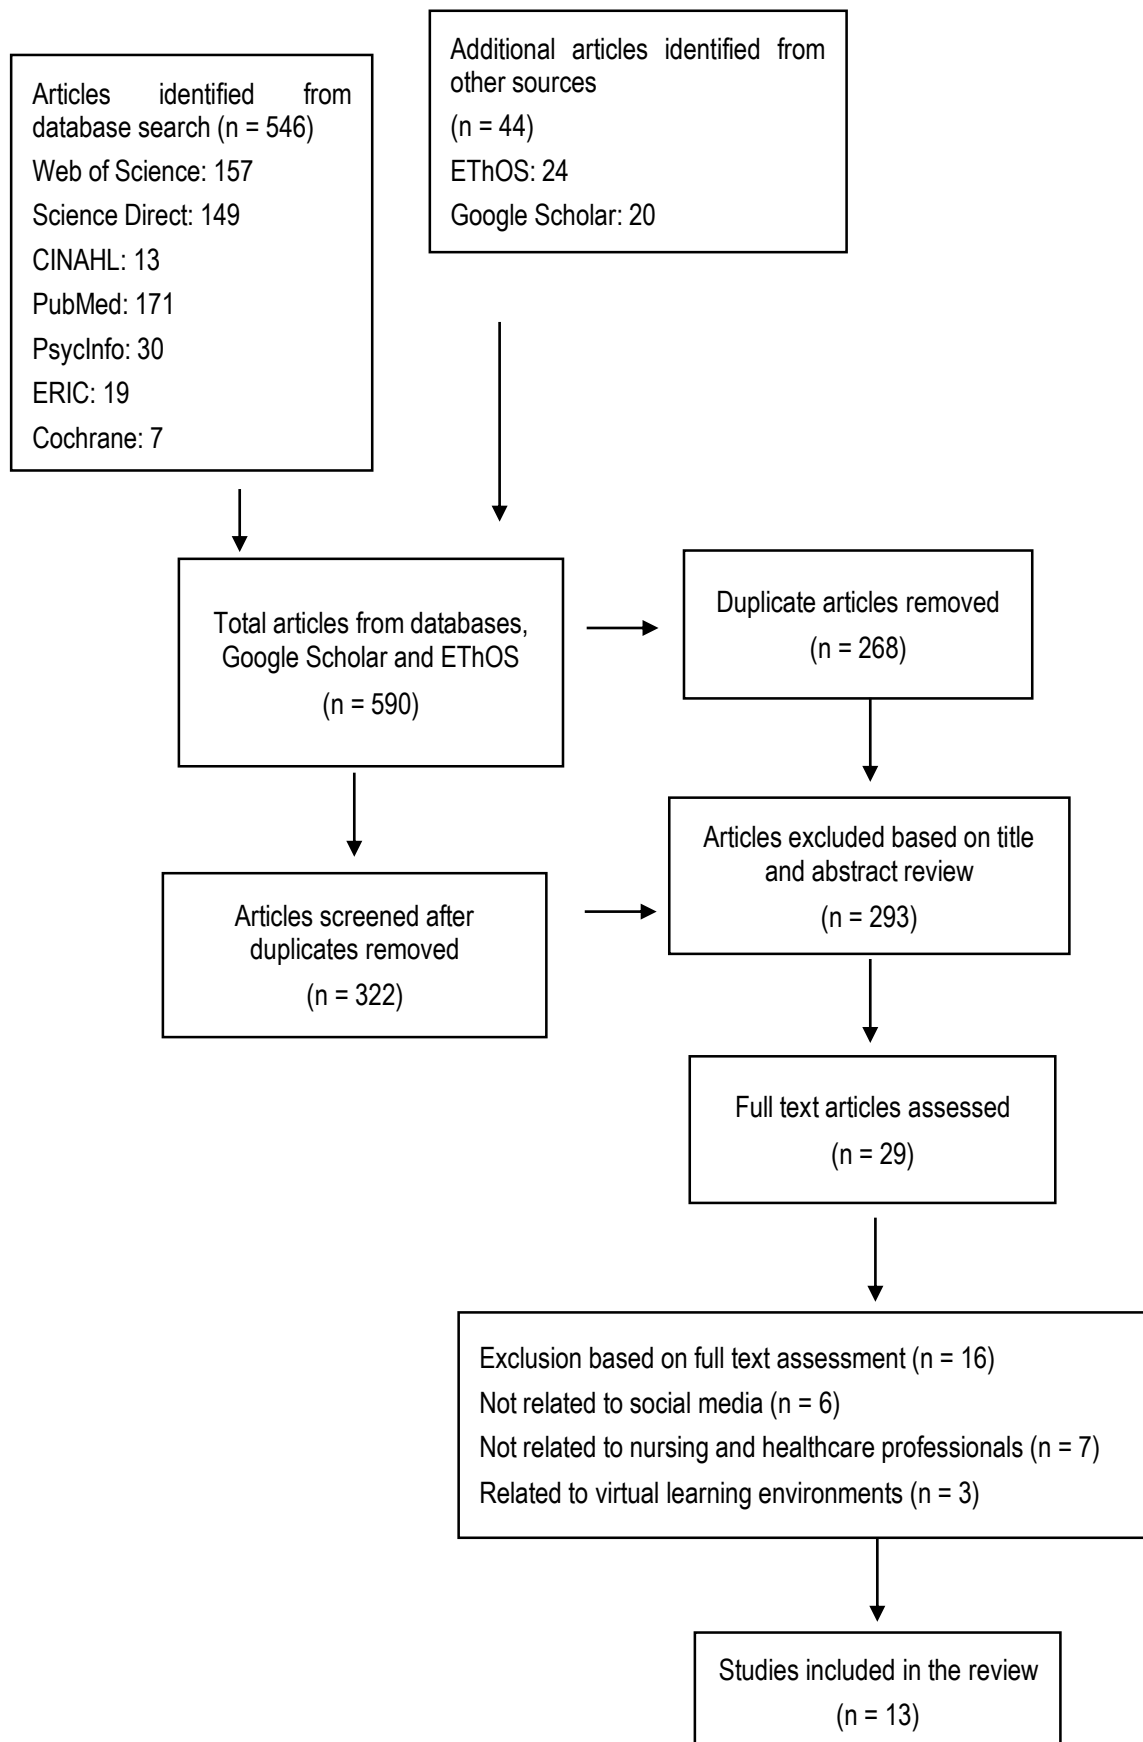 Articles identified from
database search (n = 546)
Web of Science: 157
Science Direct: 149
CINAHL: 13
PubMed: 171
PsycInfo: 30
ERIC: 19
Cochrane: 7
Additional articles identified from
other sources
(n = 44)
EThOS: 24
Google Scholar: 20
Total articles from databases,
Google Scholar and EThOS
(n = 590)
Duplicate articles removed
(n = 268)
Articles screened after
duplicates removed
(n = 322)
Articles excluded based on title
and abstract review
(n = 293)
Full text articles assessed
(n = 29)
Exclusion based on full text assessment (n = 16)
Not related to social media (n = 6)
Not related to nursing and healthcare professionals (n = 7)
Related to virtual learning environments (n = 3)
Studies included in the review
(n = 13)